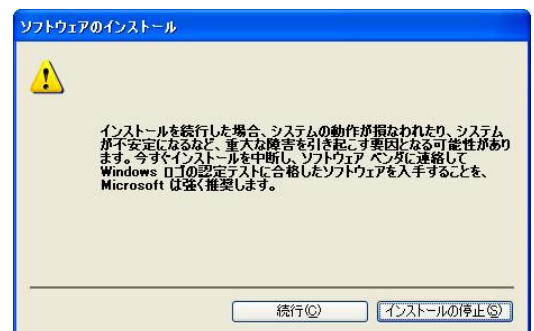 ソフトウェアのインストール
インストールを続行した場合、システムの動作が損なわれたり、システム
が不安定になるなど、重大な障害を引き起こす要因となる可能性があり
ます。今すぐインストールを中断し、ソフトウェア ベンダに連絡して
Windows ロゴの認定テストに合格したソフトウェアを入手することを、
Microsoft は強く推奨します。
続行(C)
インストールの停止(S)